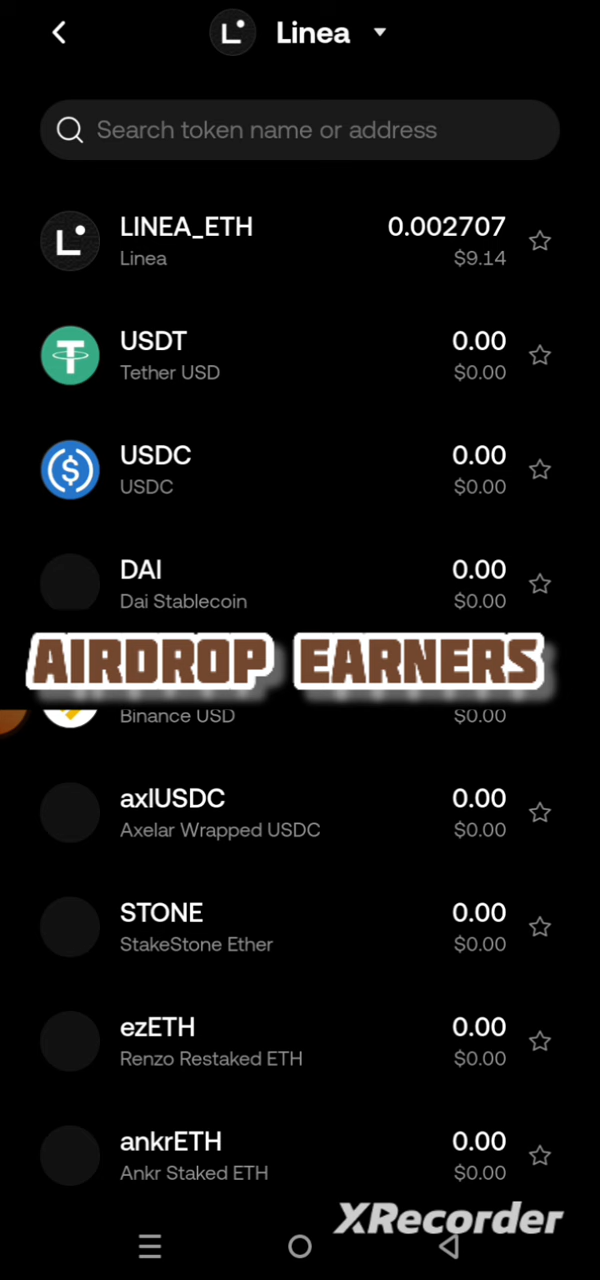 Linea
Search token name or address
LINEA_ETH 0.002707
Linea $9.14
USDT 0.00
Tether USD $0.00
USDC 0.00
USDC $0.00
DAI 0.00
Dai Stablecoin $0.00
AIRDROP EARNERS
Binance USD $0.00
axlUSDC 0.00
Axelar Wrapped USDC $0.00
STONE 0.00
StakeStone Ether $0.00
ezETH 0.00
Renzo Restaked ETH $0.00
ankrETH 0.00
Ankr Staked ETH $0.00
XRecorder